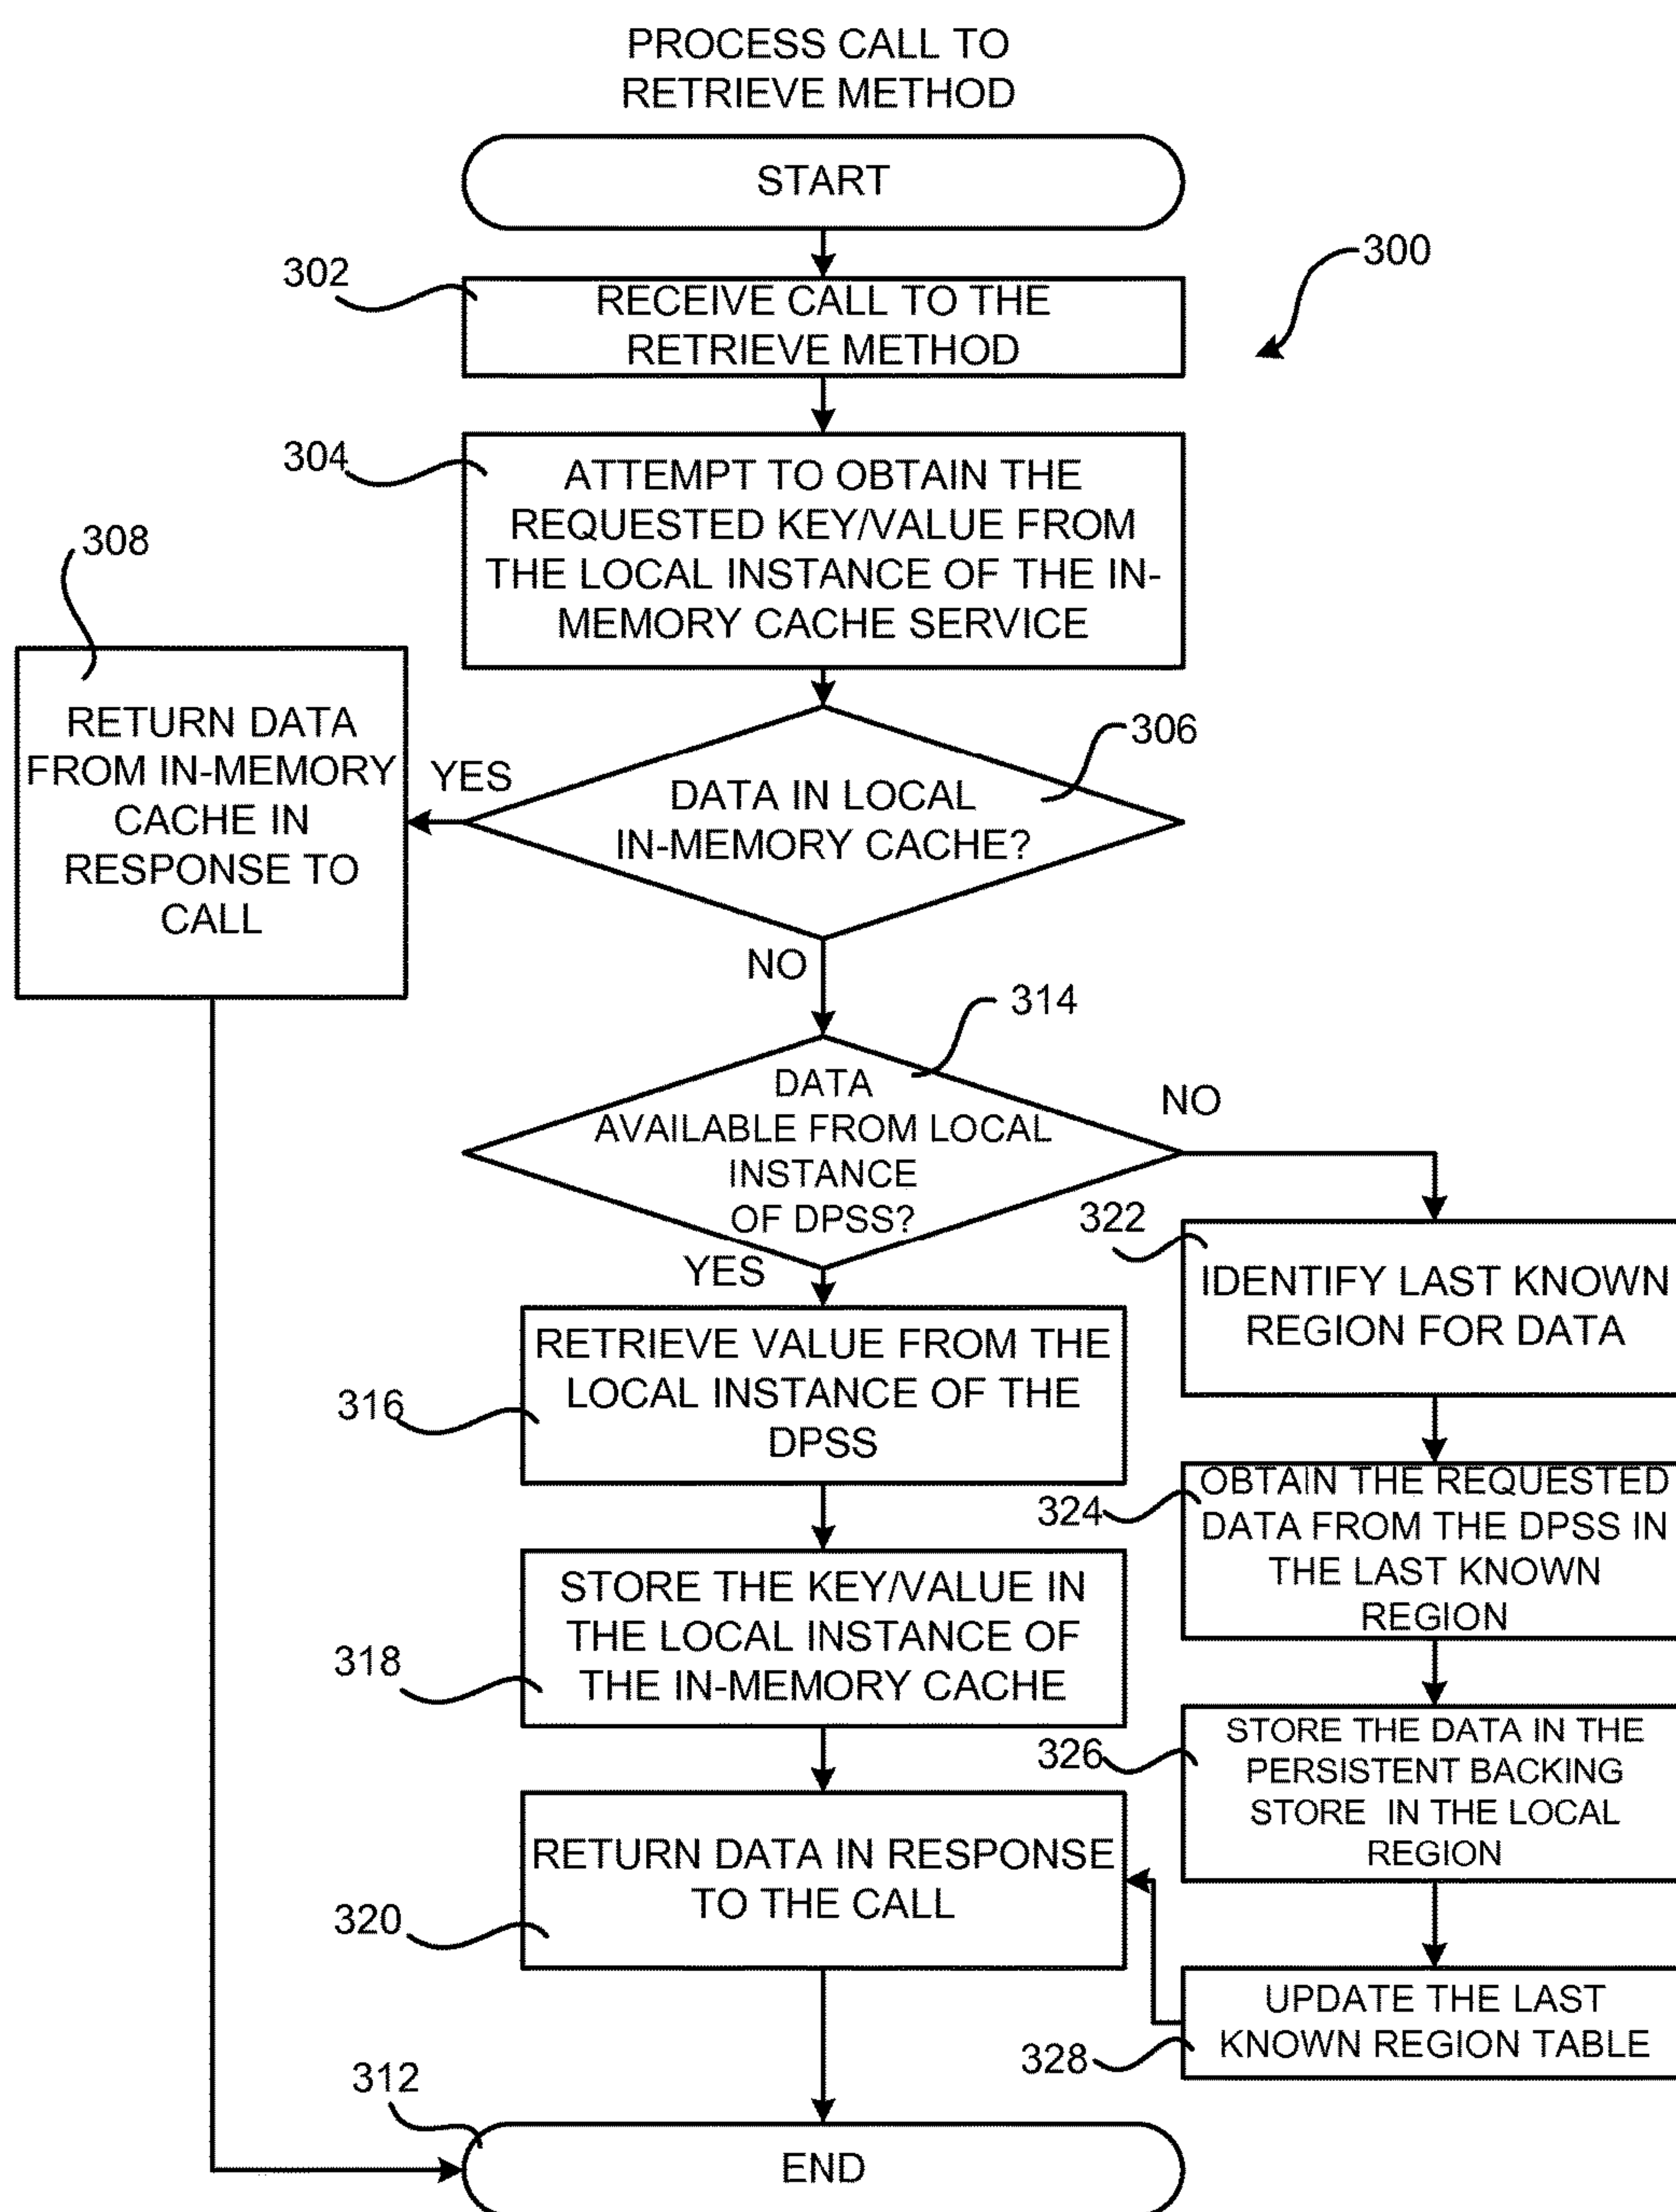 PROCESS CALL TO
RETRIEVE METHOD
START
300
302
RECEIVE CALL TO THE
RETRIEVE METHOD
304
ATTEMPT TO OBTAIN THE
REQUESTED KEY/VALUE FROM
THE LOCAL INSTANCE OF THE IN-
MEMORY CACHE SERVICE
308
RETURN DATA
FROM IN-MEMORY
CACHE IN
RESPONSE TO
CALL
YES
306
DATA IN LOCAL
IN-MEMORY CACHE?
NO
314
DATA
AVAILABLE FROM LOCAL
INSTANCE
OF DPSS?
NO
YES
322
IDENTIFY LAST KNOWN
REGION FOR DATA
316
RETRIEVE VALUE FROM THE
LOCAL INSTANCE OF THE
DPSS
324
OBTAIN THE REQUESTED
DATA FROM THE DPSS IN
THE LAST KNOWN
REGION
318
STORE THE KEY/VALUE IN
THE LOCAL INSTANCE OF
THE IN-MEMORY CACHE
326
STORE THE DATA IN THE
PERSISTENT BACKING
STORE IN THE LOCAL
REGION
320
RETURN DATA IN RESPONSE
TO THE CALL
328
UPDATE THE LAST
KNOWN REGION TABLE
312
END